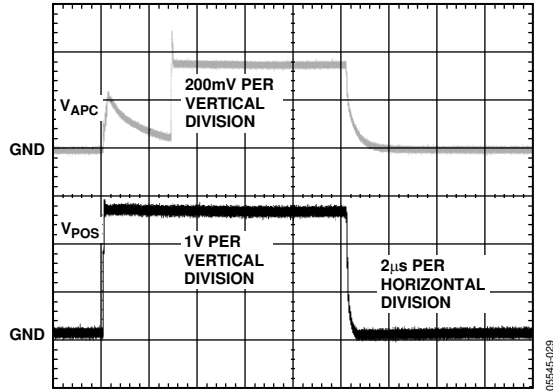 200mV PER
VERTICAL
DIVISION
VAPC
GND
VPOS
1V PER
VERTICAL
DIVISION
2µs PER
HORIZONTAL
DIVISION
GND
05545-029